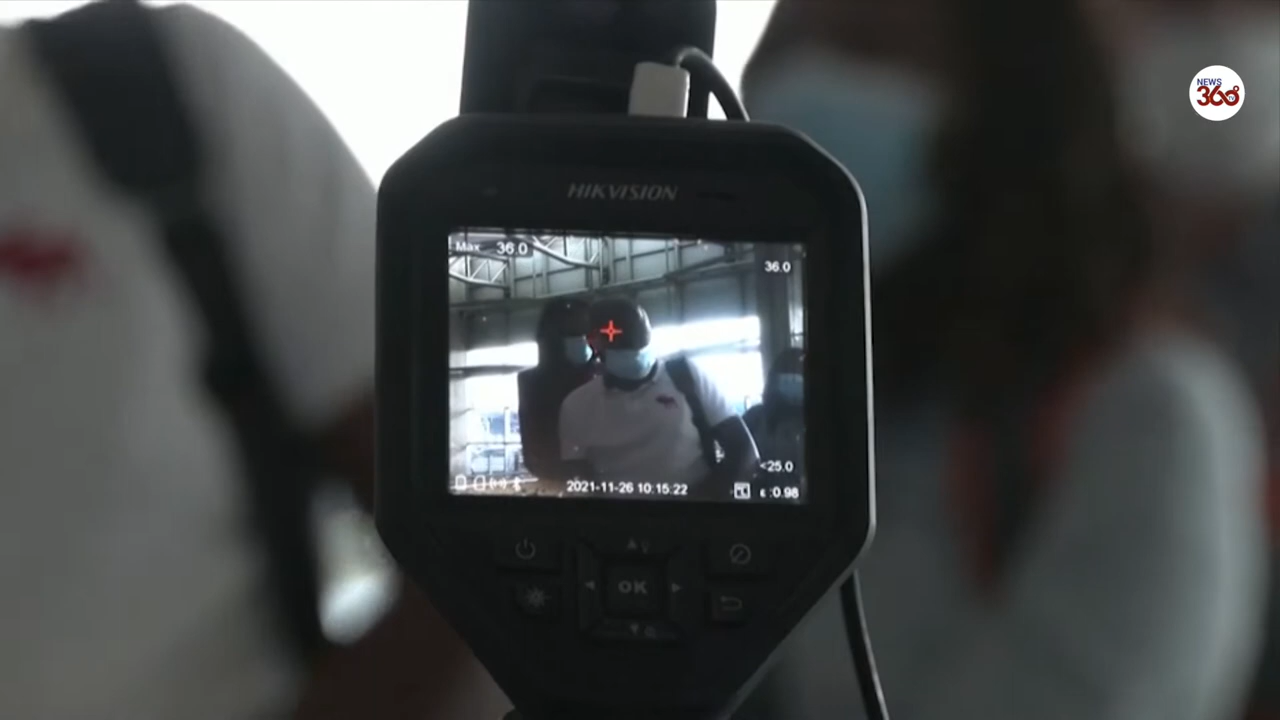 NEWS
360
HIKVISION
Max 36.0
36.0
<25.0
2021-11-26 10:15:22
ε :0.98
OK